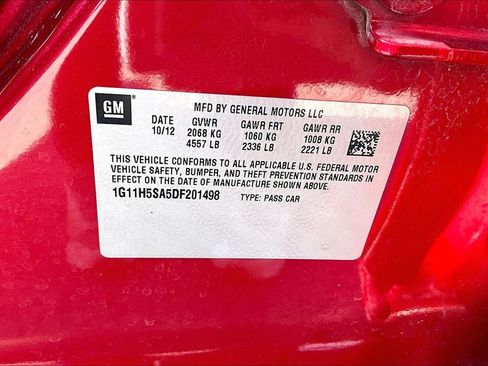 GM
MFD BY GENERAL MOTORS LLC
DATE GVWR GAWR FRT GAWR RR
10/12 2068 KG 1060 KG 1008 KG
4557 LB 2336 LB 2221 LB
THIS VEHICLE CONFORMS TO ALL APPLICABLE U.S. FEDERAL MOTOR
VEHICLE SAFETY, BUMPER, AND THEFT PREVENTION STANDARDS IN
EFFECT ON THE DATE OF MANUFACTURE SHOWN ABOVE.
1G11H5SA5DF201498 TYPE: PASS CAR